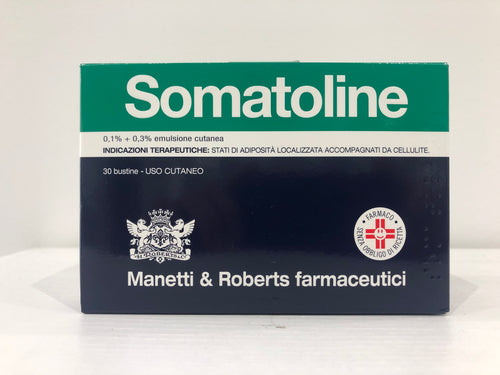 Somatoline
0,1% + 0,3% emulsione cutanea
INDICAZIONI TERAPEUTICHE: STATI DI ADIPOSITÀ LOCALIZZATA ACCOMPAGNATI DA CELLULITE.
30 bustine - USO CUTANEO
FARMACO
SENZA OBBLIGO DI RICETTA
Manetti & Roberts farmaceutici